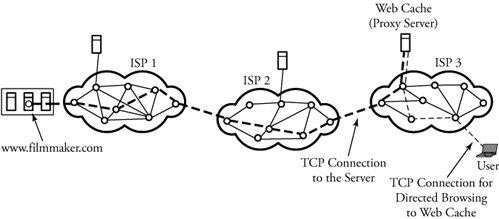 Web Cache
(Proxy Server)
ISP 1
ISP 2
ISP 3
www.filmmaker.com
TCP Connection
to the Server
User
TCP Connection for
Directed Browsing
to Web Cache